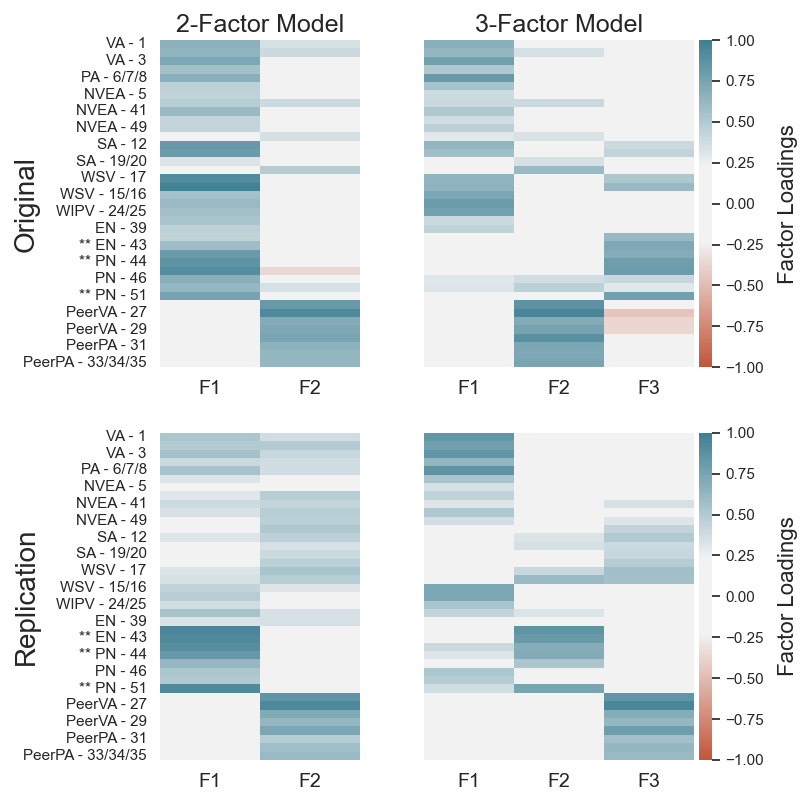 2-Factor Model
3-Factor Model
Original
VA - 1
VA - 3
PA - 6/7/8
NVEA - 5
NVEA - 41
NVEA - 49
SA - 12
SA - 19/20
WSV - 17
WSV - 15/16
WIPV - 24/25
EN - 39
** EN - 43
** PN - 44
PN - 46
** PN - 51
PeerVA - 27
PeerVA - 29
PeerPA - 31
PeerPA - 33/34/35
F1
F2
F1
F2
F3
1.00
0.75
0.50
0.25
0.00
−0.25
−0.50
−0.75
−1.00
Factor Loadings
Replication
VA - 1
VA - 3
PA - 6/7/8
NVEA - 5
NVEA - 41
NVEA - 49
SA - 12
SA - 19/20
WSV - 17
WSV - 15/16
WIPV - 24/25
EN - 39
** EN - 43
** PN - 44
PN - 46
** PN - 51
PeerVA - 27
PeerVA - 29
PeerPA - 31
PeerPA - 33/34/35
F1
F2
F1
F2
F3
1.00
0.75
0.50
0.25
0.00
−0.25
−0.50
−0.75
−1.00
Factor Loadings